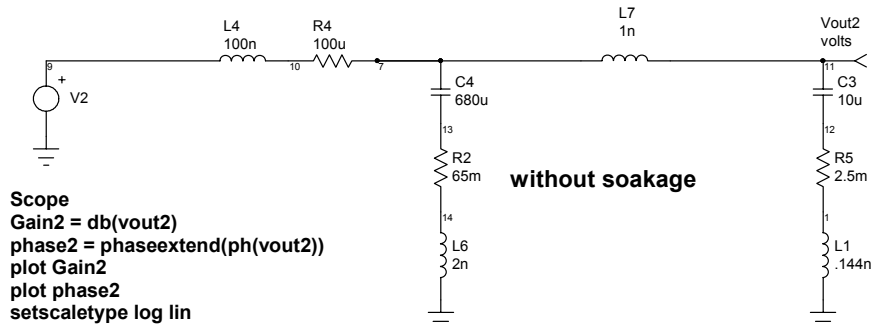 L4
100n
R4
100u
L7
1n
Vout2
volts
9
10
7
11
+
V2
C4
680u
C3
10u
13
12
R2
65m
R5
2.5m
without soakage
14
1
L6
2n
L1
.144n
Scope
Gain2 = db(vout2)
phase2 = phaseextend(ph(vout2))
plot Gain2
plot phase2
setscaletype log lin